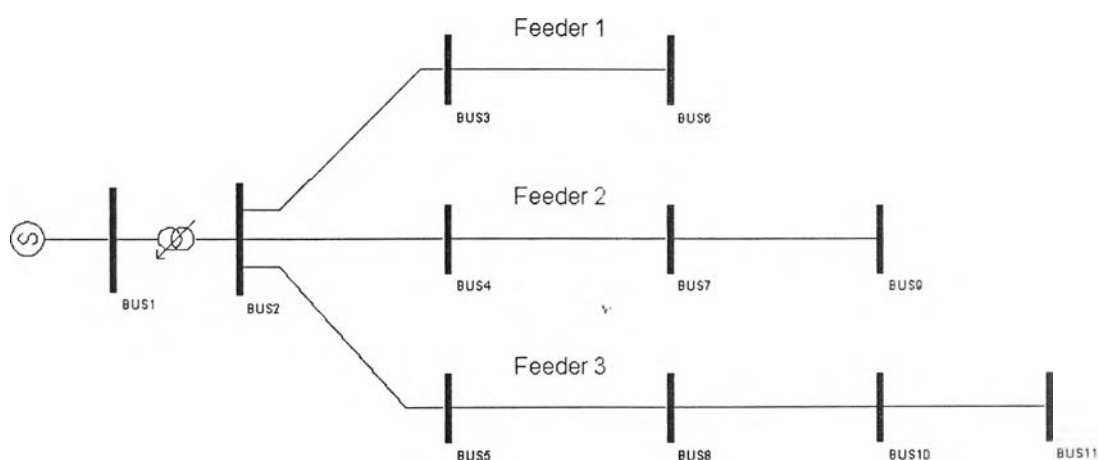 Feeder 1
BUS3
BUS6
Feeder 2
S
BUS1
BUS2
BUS4
BUS7
BUS9
Feeder 3
BUS5
BUS8
BUS10
BUS11